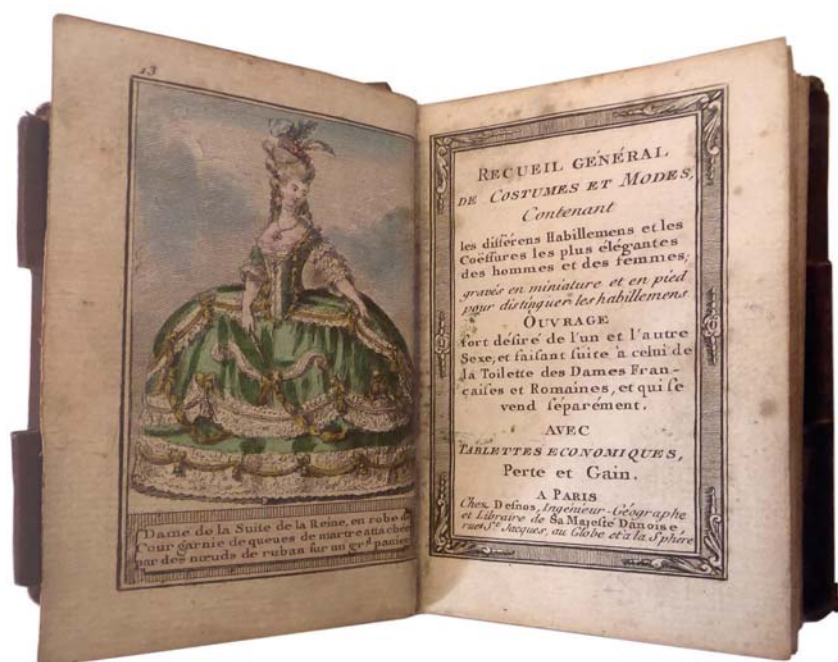 13
Dame de la Suite de la Reine, en robe de
Cour garnie de queues de martre attachée
par des nœuds de ruban sur un gr.d panier
RECUEIL GÉNÉRAL
DE COSTUMES ET MODES,
Contenant
les différens Habillemens et les
Coëffures les plus élégantes
des hommes et des femmes;
gravés en miniature et en pied
pour distinguer les habillemens
OUVRAGE
fort désiré de l'un et l'autre
Sexe, et faisant suite à celui de
la Toilette des Dames Fran-
çaises et Romaines, et qui se
vend séparément.
AVEC
TABLETTES ECONOMIQUES,
Perte et Gain.
A PARIS
Chez Desnos, Ingénieur-Géographe
et Libraire de Sa Majesté Danoise,
rue S.t Jacques, au Globe et à la Sphére